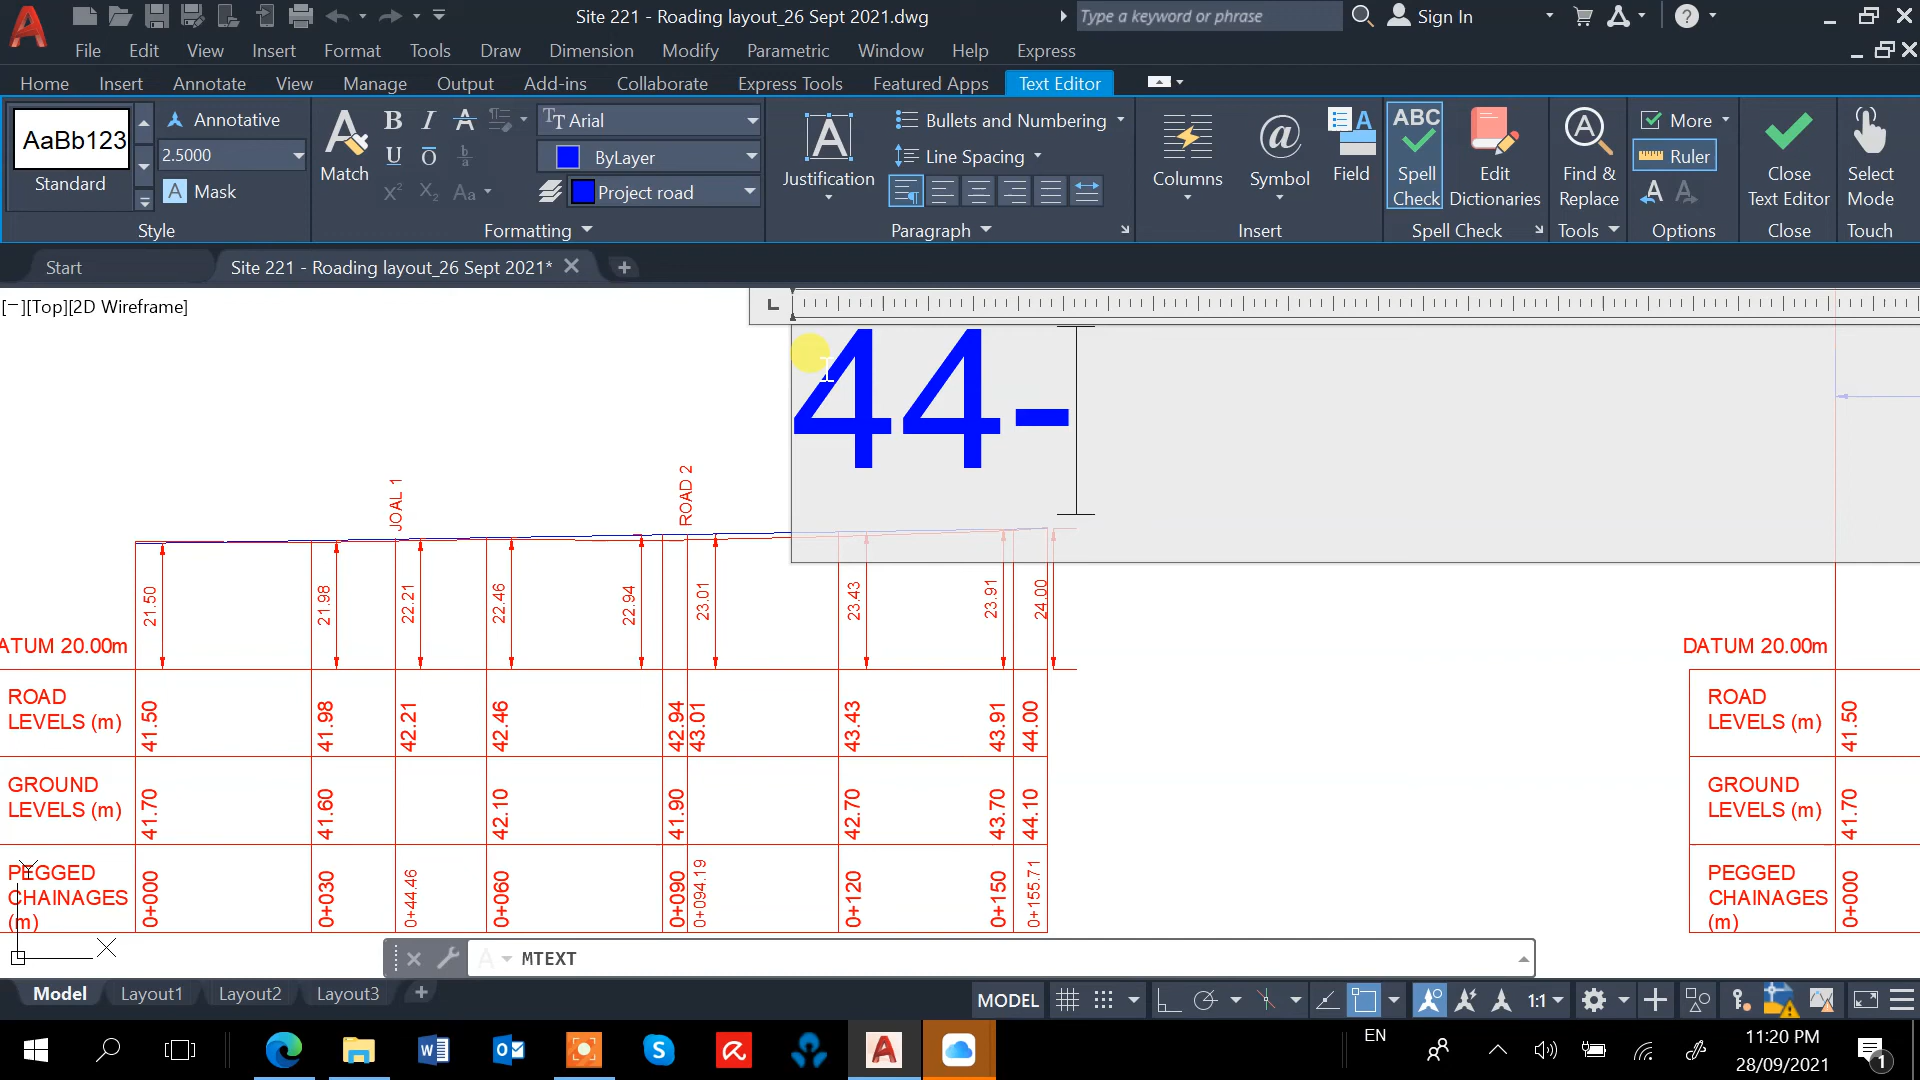 Site 221 - Roading layout_26 Sept 2021.dwg
Type a keyword or phrase
Sign In
File Edit View Insert Format Tools Draw Dimension Modify Parametric Window Help Express
Home Insert Annotate View Manage Output Add-ins Collaborate Express Tools Featured Apps Text Editor
AaBb123
Standard
Annotative
2.5000
A Mask
Style
Match
B I A
U O b/a
X² X₂ Aa
Arial
ByLayer
Project road
Formatting
Justification
Bullets and Numbering
Line Spacing
Paragraph
Columns
Symbol
Field
Insert
ABC
Spell Check
Edit Dictionaries
Spell Check
Find & Replace
Tools
More
Ruler
Options
Close Text Editor
Close
Select Mode
Touch
Start
Site 221 - Roading layout_26 Sept 2021*
[−][Top][2D Wireframe]
44-
JOAL 1
ROAD 2
21.50 21.98 22.21 22.46 22.94 23.01 23.43 23.91 24.00
ATUM 20.00m
ROAD
LEVELS (m)
41.50 41.98 42.21 42.46 42.94 43.01 43.43 43.91 44.00
GROUND
LEVELS (m)
41.70 41.60 42.10 41.90 42.70 43.70 44.10
PEGGED
CHAINAGES
(m)
0+000 0+030 0+44.46 0+060 0+090 0+094.19 0+120 0+150 0+155.71
DATUM 20.00m
ROAD
LEVELS (m)
41.50
GROUND
LEVELS (m)
41.70
PEGGED
CHAINAGES
(m)
0+000
Y
X
MTEXT
Model Layout1 Layout2 Layout3
MODEL
1:1
EN
11:20 PM
28/09/2021
1